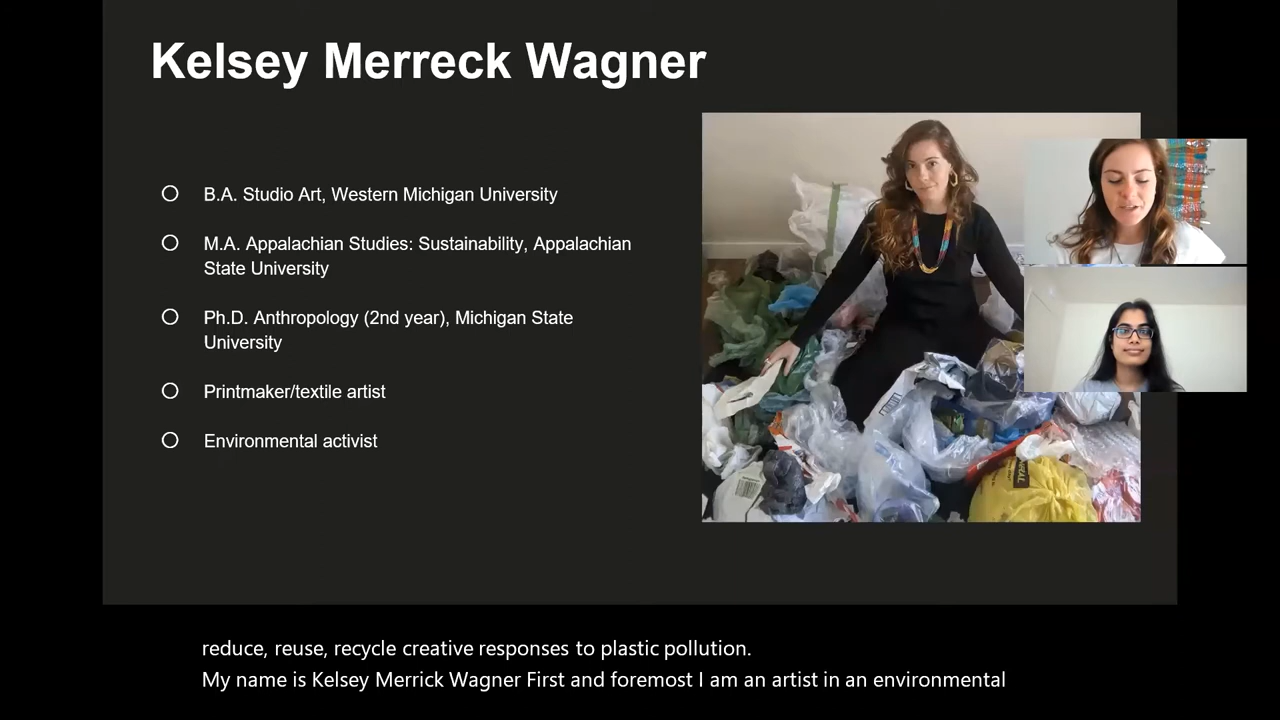 Kelsey Merreck Wagner
B.A. Studio Art, Western Michigan University
M.A. Appalachian Studies: Sustainability, Appalachian
State University
Ph.D. Anthropology (2nd year), Michigan State
University
Printmaker/textile artist
Environmental activist
reduce, reuse, recycle creative responses to plastic pollution.
My name is Kelsey Merrick Wagner First and foremost I am an artist in an environmental